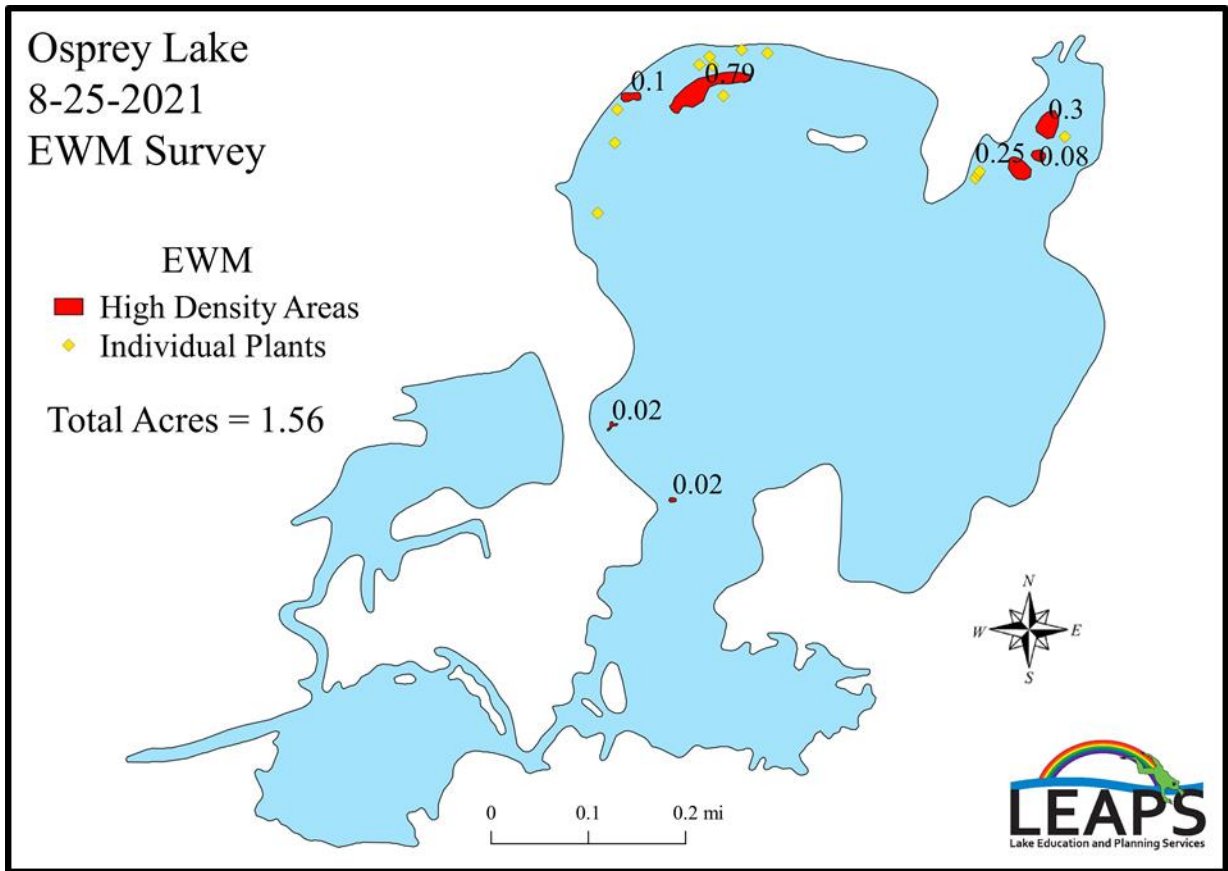 Osprey Lake
8-25-2021
EWM Survey
EWM
High Density Areas
Individual Plants
Total Acres = 1.56
0.1
0.79
0.3
0.25
0.08
0.02
0.02
N
W
E
S
0
0.1
0.2 mi
LEAPS
Lake Education and Planning Services